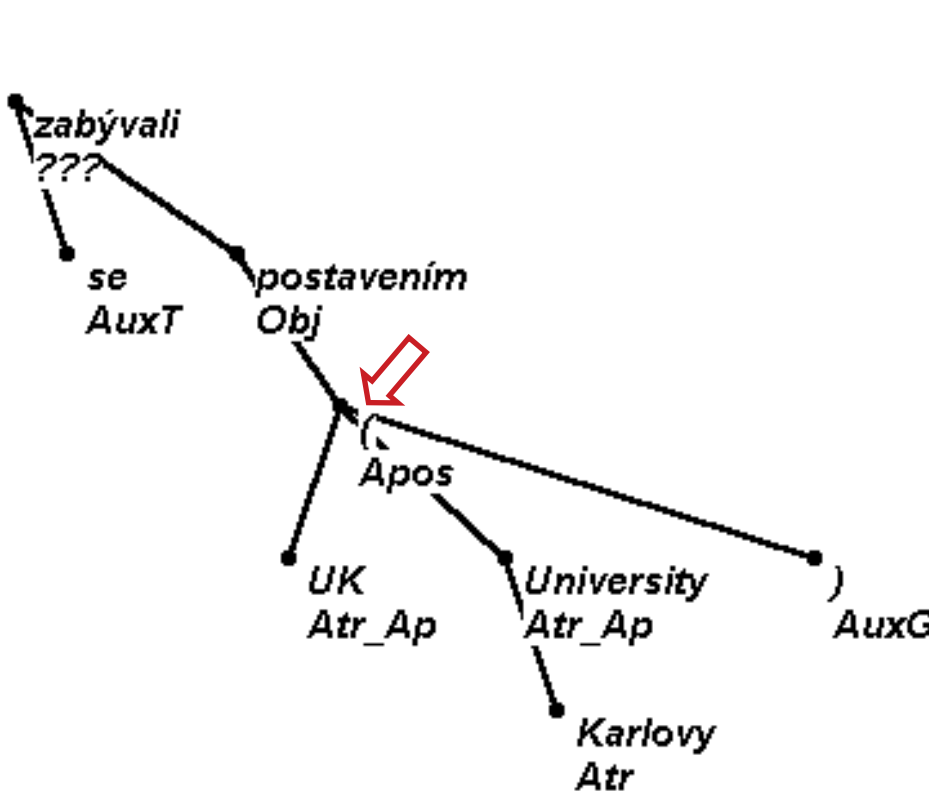 zabývali
???
se
AuxT
postavením
Obj
(
Apos
UK
Atr_Ap
University
Atr_Ap
)
AuxG
Karlovy
Atr